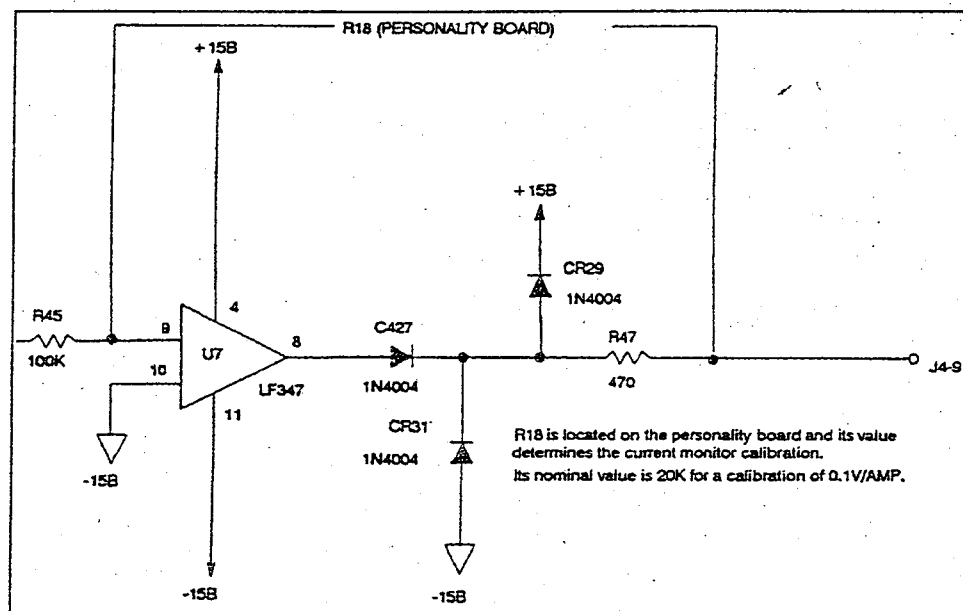 R18 (PERSONALITY BOARD)
+15B
+15B
CR29
1N4004
R45
100K
9
10
4
U7
8
LF347
11
C427
1N4004
R47
470
J4-9
CR31
1N4004
-15B
-15B
-15B
R18 is located on the personality board and its value
determines the current monitor calibration.
Its nominal value is 20K for a calibration of 0.1V/AMP.